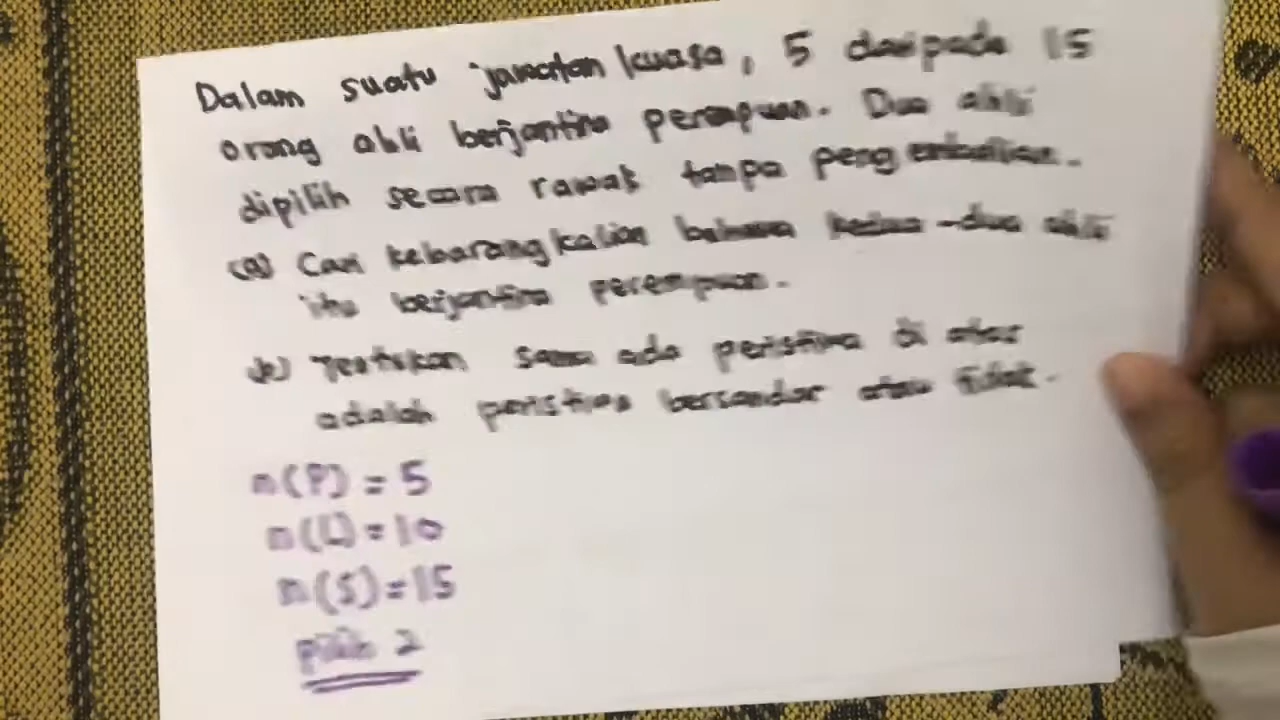 Dalam suatu jawatan kuasa, 5 daripada 15
orang ahli berjantina perempuan. Dua ahli
dipilih secara rawak tanpa pengembalian.
(a) Cari kebarangkalian bahawa kedua-dua ahli
itu berjantina perempuan.
(b) Tentukan sama ada peristiwa di atas
adalah peristiwa bersandar atau tidak.
n(P) = 5
n(L) = 10
n(S) = 15
Pilih 2